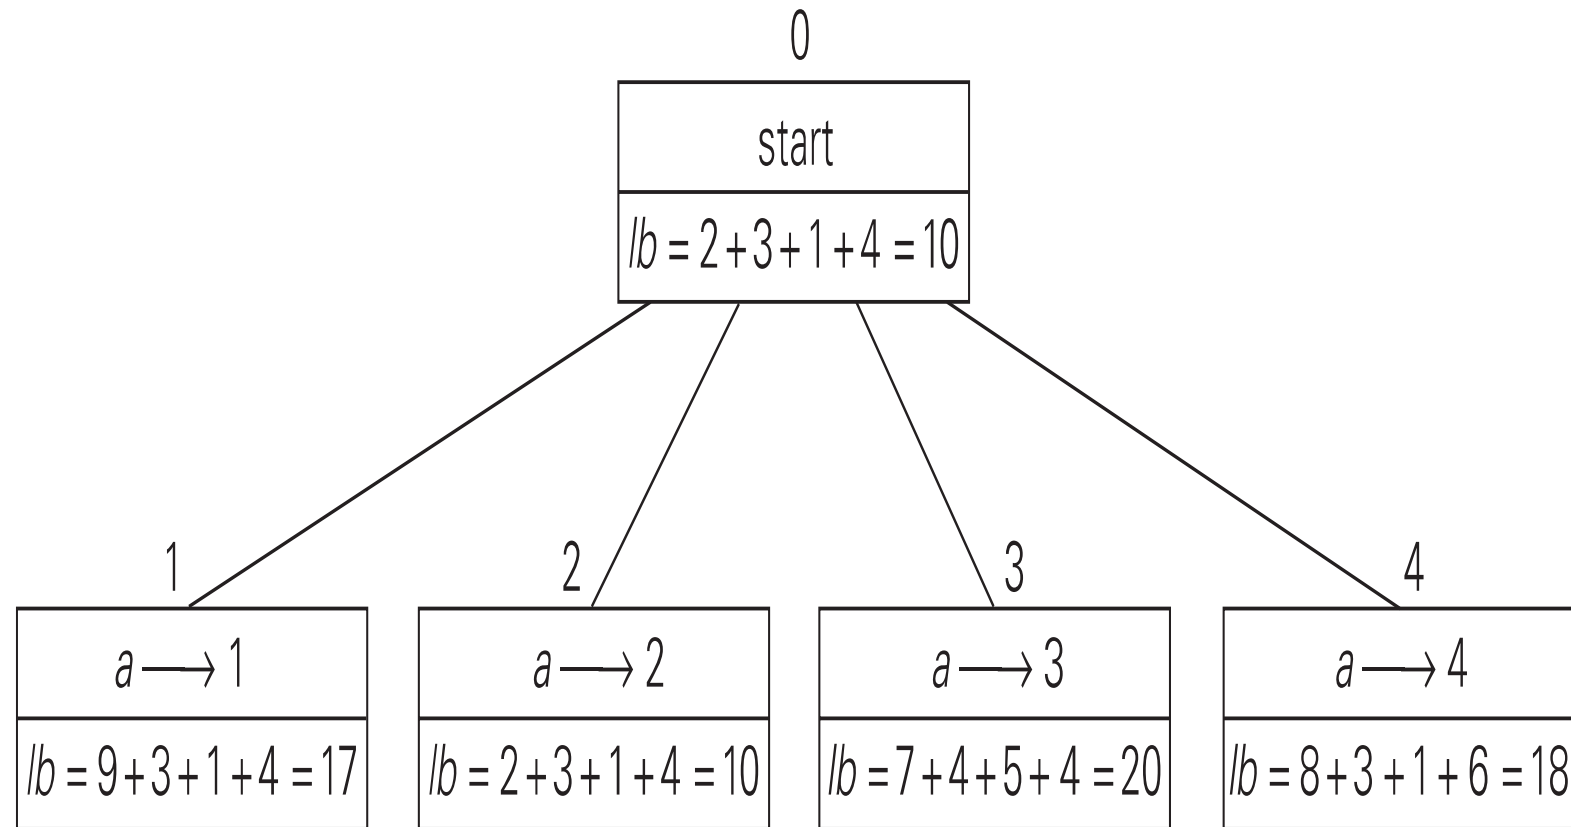 0
start
lb = 2+3+1+4 = 10
1 2 3 4
a ⟶ 1 a ⟶ 2 a ⟶ 3 a ⟶ 4
lb = 9+3+1+4 = 17 lb = 2+3+1+4 = 10 lb = 7+4+5+4 = 20 lb = 8+3+1+6 = 18